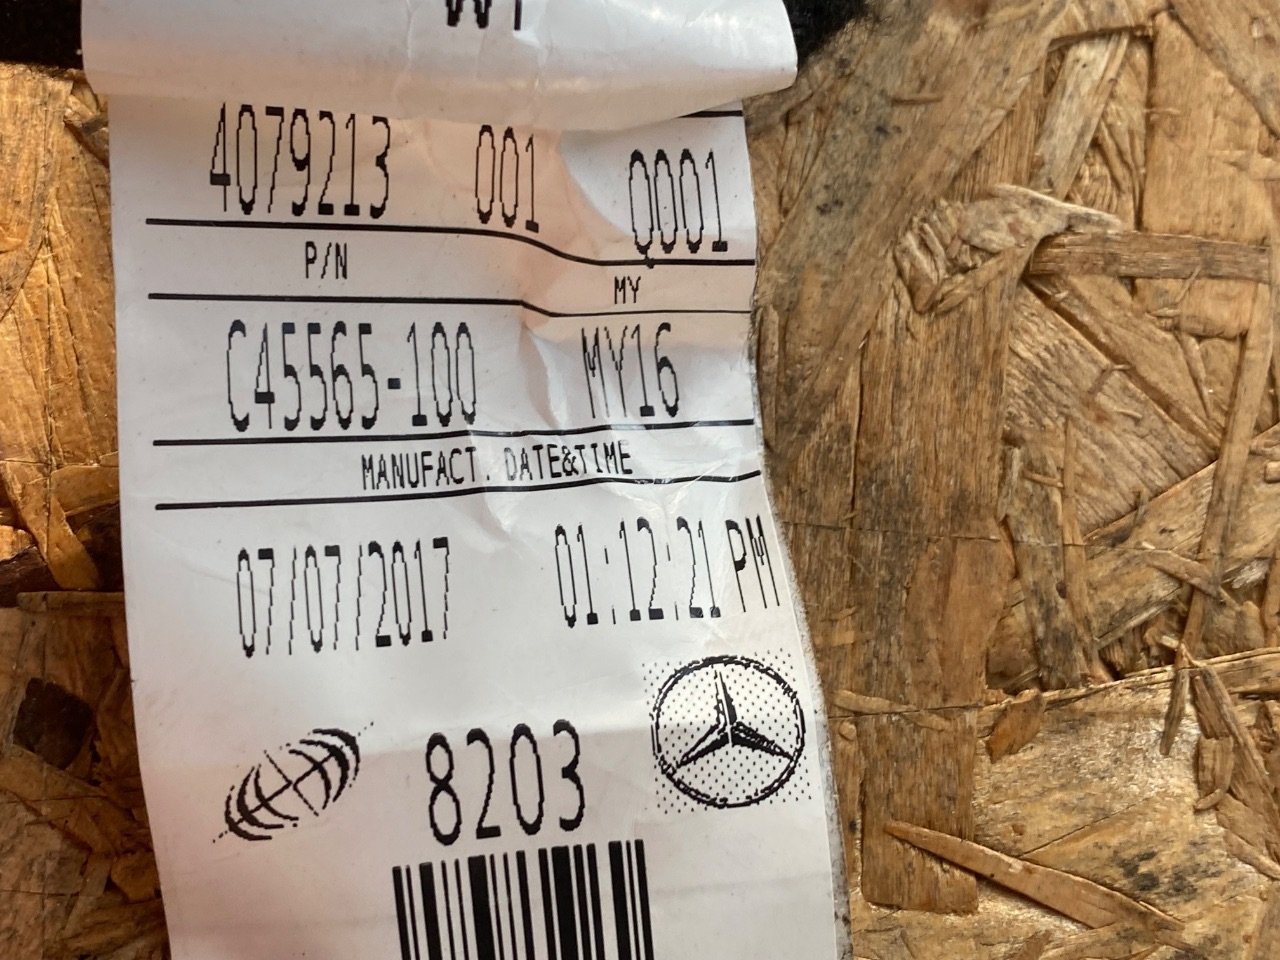 4079213 001 0001
P/N MY
C45565-100 MY16
MANUFACT. DATE&TIME
07/07/2017 01:12:21 PM
8203